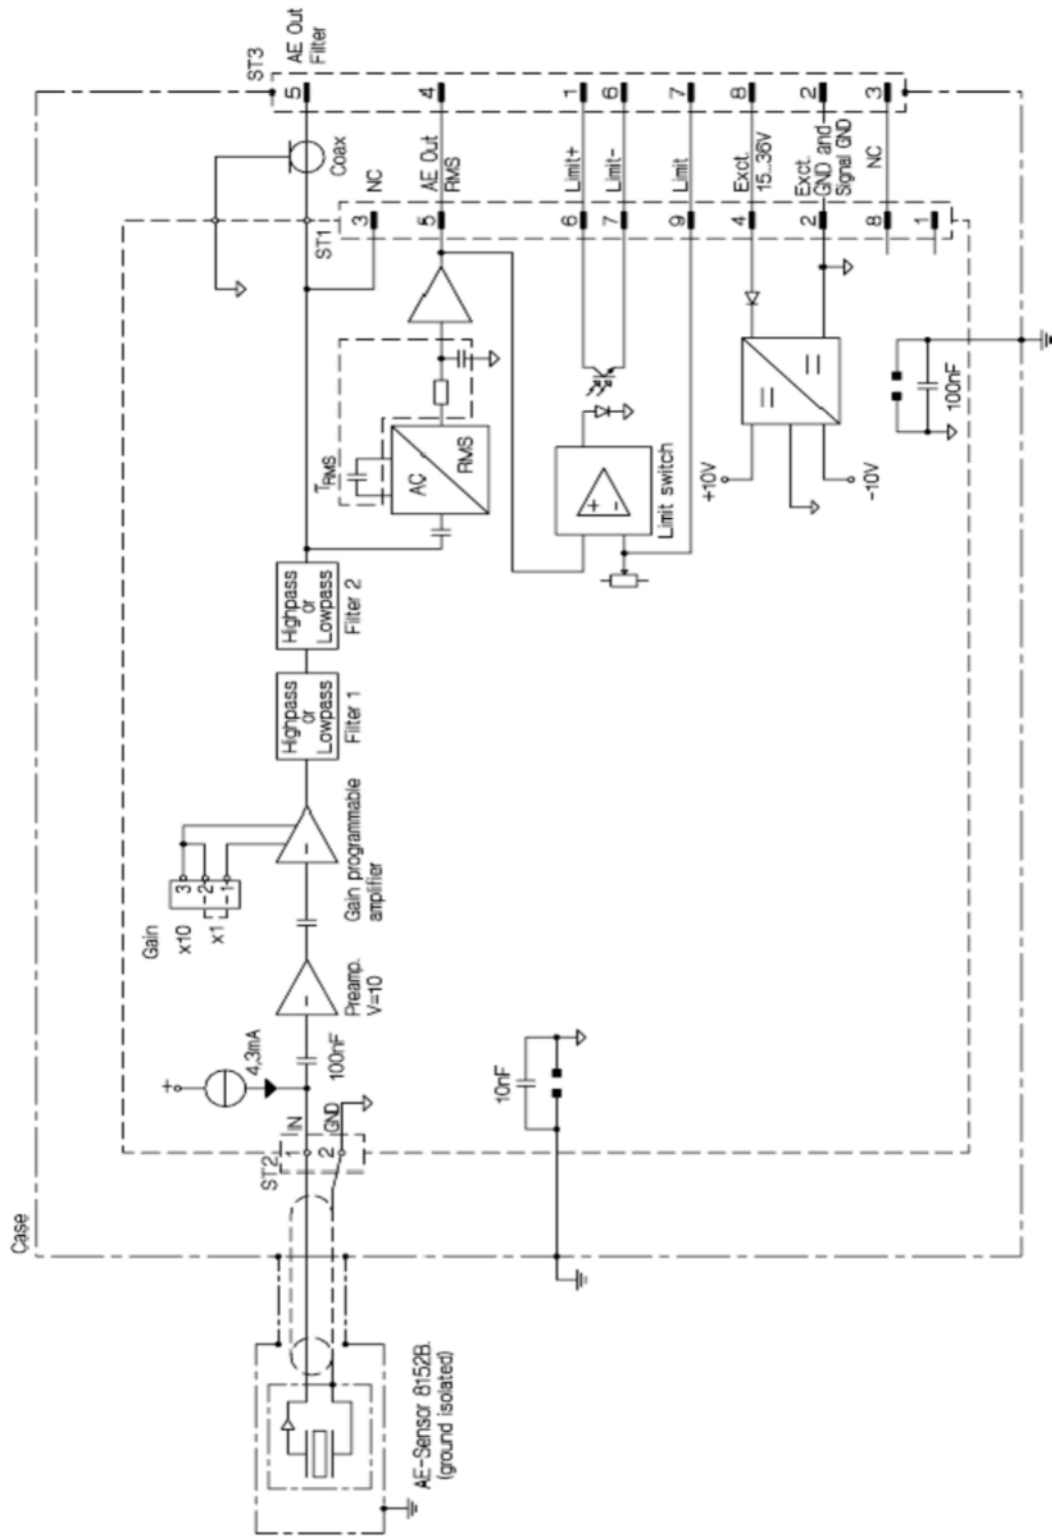 Case
AE-Sensor 8152B
(ground isolated)
ST2
1
2
IN
GND
+
4,3mA
100nF
Preamp.
V=10
Gain
x10
x1
3
2
1
Gain programmable
amplifier
Highpass
or
Lowpass
Filter 1
Highpass
or
Lowpass
Filter 2
TRMS
AC
RMS
+
-
Limit switch
+10V
-10V
10nF
100nF
ST1
3
5
6
7
9
4
2
8
1
Coax
NC
AE Out
RMS
Limit+
Limit-
Limit
Exct.
15...36V
Exct.
GND and
Signal GND
NC
ST3
5
4
1
6
7
8
2
3
AE Out
Filter